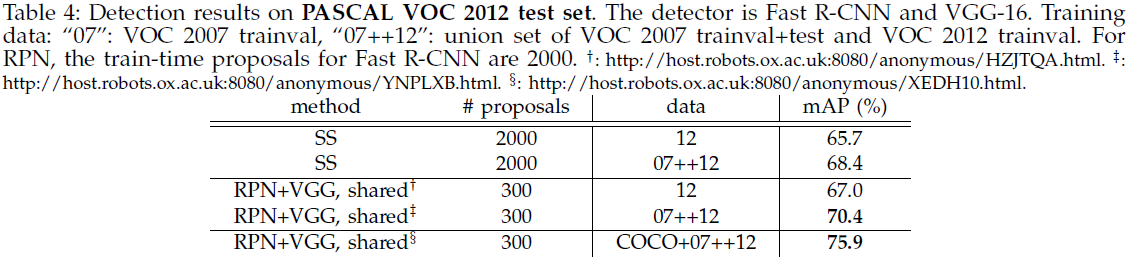 Table 4: Detection results on PASCAL VOC 2012 test set. The detector is Fast R-CNN and VGG-16. Training
data: “07”: VOC 2007 trainval, “07++12”: union set of VOC 2007 trainval+test and VOC 2012 trainval. For
RPN, the train-time proposals for Fast R-CNN are 2000. †: http://host.robots.ox.ac.uk:8080/anonymous/HZJTQA.html. ‡:
http://host.robots.ox.ac.uk:8080/anonymous/YNPLXB.html. §: http://host.robots.ox.ac.uk:8080/anonymous/XEDH10.html.
method # proposals data mAP (%)
SS 2000 12 65.7
SS 2000 07++12 68.4
RPN+VGG, shared† 300 12 67.0
RPN+VGG, shared‡ 300 07++12 70.4
RPN+VGG, shared§ 300 COCO+07++12 75.9